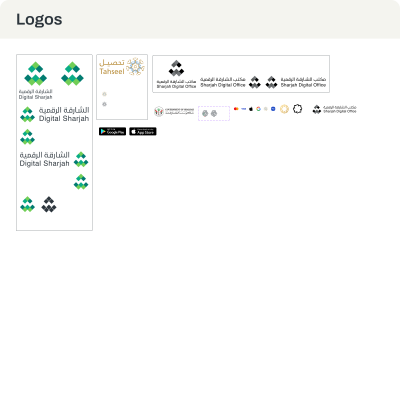 Logos
الشارقة الرقمية
Digital Sharjah
الشارقة الرقمية
Digital Sharjah
الشارقة الرقمية
Digital Sharjah
تحصيل
Tahseel
مكتب الشارقة الرقمية
Sharjah Digital Office
مكتب الشارقة الرقمية
Sharjah Digital Office
مكتب الشارقة الرقمية
Sharjah Digital Office
مكتب الشارقة الرقمية
Sharjah Digital Office
Google Play
App Store